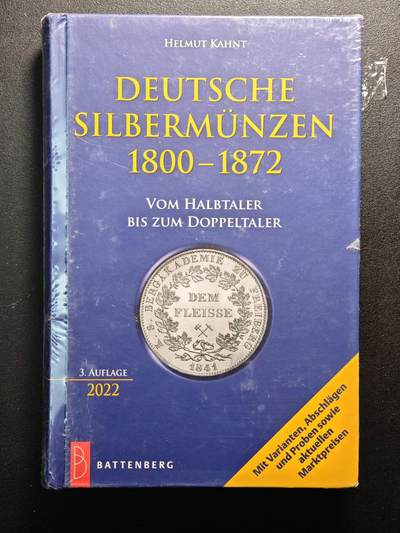 HELMUT KAHNT
DEUTSCHE
SILBERMÜNZEN
1800–1872
VOM HALBTALER
BIS ZUM DOPPELTALER
K. S. BERGAKADEMIE ZU FREIBERG
DEM
FLEISSE
1841
3. AUFLAGE
2022
Mit Varianten, Abschlägen
und Proben sowie
aktuellen
Marktpreisen
B
BATTENBERG